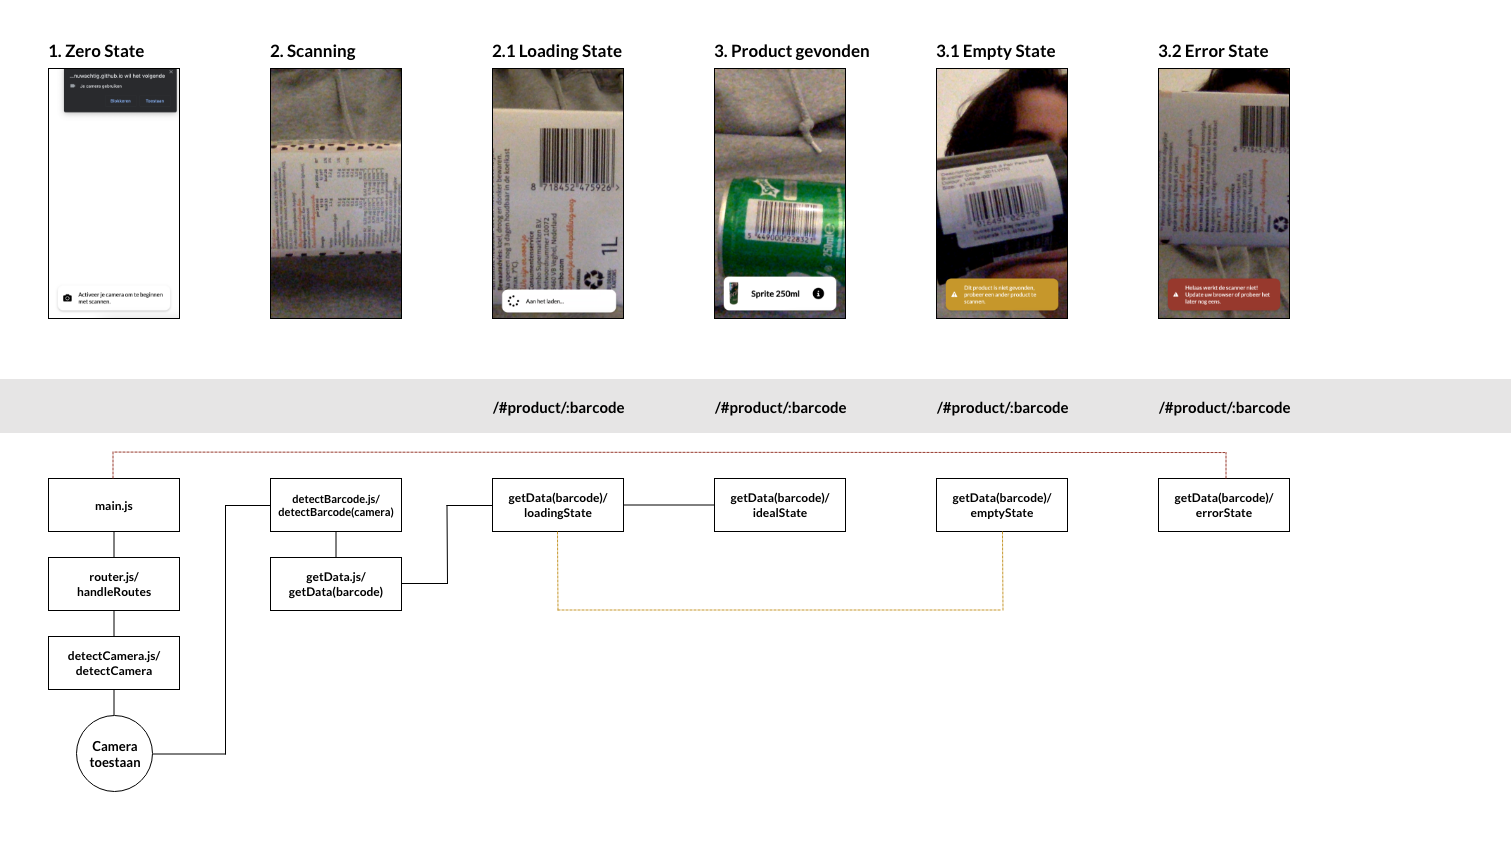 1. Zero State
2. Scanning
2.1 Loading State
3. Product gevonden
3.1 Empty State
3.2 Error State
...nuwachtig.github.io wil het volgende
Je camera gebruiken
Blokkeren Toestaan
Activeer je camera om te beginnen
met scannen.
8 718452 475926 >
1L
Aan het laden...
5 449000 228321
250ml
Sprite 250ml
Dit product is niet gevonden,
probeer een ander product te
scannen.
Helaas werkt de scanner niet!
Update uw browser of probeer het
later nog eens.
/#product/:barcode
/#product/:barcode
/#product/:barcode
/#product/:barcode
main.js
router.js/
handleRoutes
detectCamera.js/
detectCamera
Camera
toestaan
detectBarcode.js/
detectBarcode(camera)
getData.js/
getData(barcode)
getData(barcode)/
loadingState
getData(barcode)/
idealState
getData(barcode)/
emptyState
getData(barcode)/
errorState